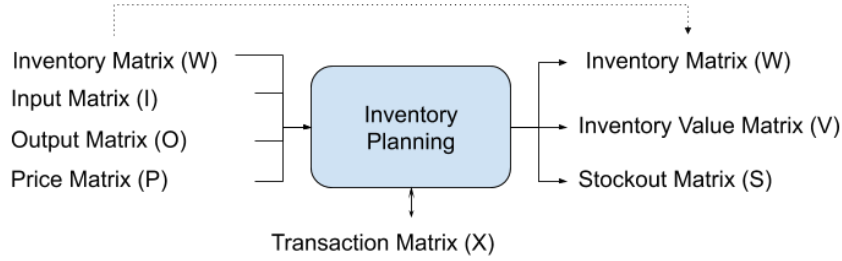 Inventory Matrix (W)
Input Matrix (I)
Output Matrix (O)
Price Matrix (P)
Inventory
Planning
Transaction Matrix (X)
Inventory Matrix (W)
Inventory Value Matrix (V)
Stockout Matrix (S)